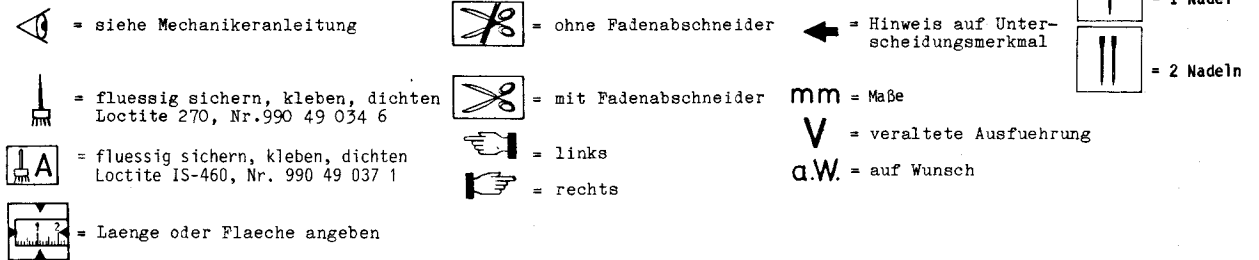 = siehe Mechanikeranleitung
= fluessig sichern, kleben, dichten
Loctite 270, Nr.990 49 034 6
A = fluessig sichern, kleben, dichten
Loctite IS-460, Nr. 990 49 037 1
1 2 = Laenge oder Flaeche angeben
= ohne Fadenabschneider
= mit Fadenabschneider
= links
= rechts
= Hinweis auf Unter-
scheidungsmerkmal
mm = Maße
V = veraltete Ausfuehrung
a.W. = auf Wunsch
= 1 Nadel
= 2 Nadeln